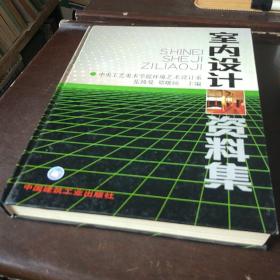 室内设计资料集
SHINEI
SHEJI
ZILIAOJI
中央工艺美术学院环境艺术设计系
张绮曼 郑曙旸 主编
中国建筑工业出版社